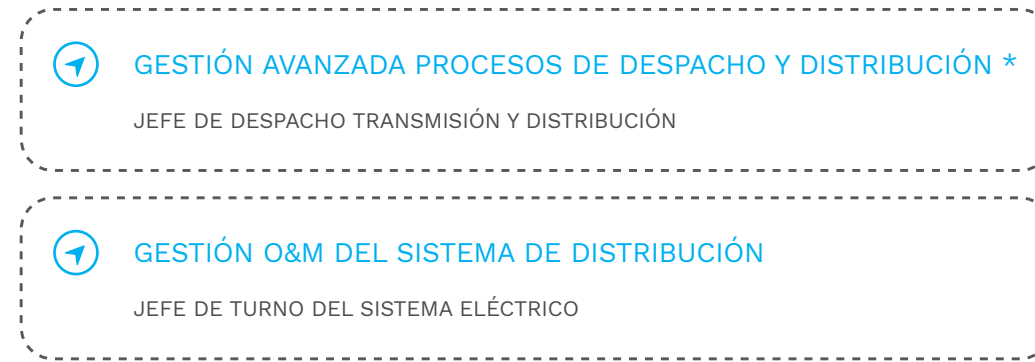 GESTIÓN AVANZADA PROCESOS DE DESPACHO Y DISTRIBUCIÓN *
JEFE DE DESPACHO TRANSMISIÓN Y DISTRIBUCIÓN
GESTIÓN O&M DEL SISTEMA DE DISTRIBUCIÓN
JEFE DE TURNO DEL SISTEMA ELÉCTRICO